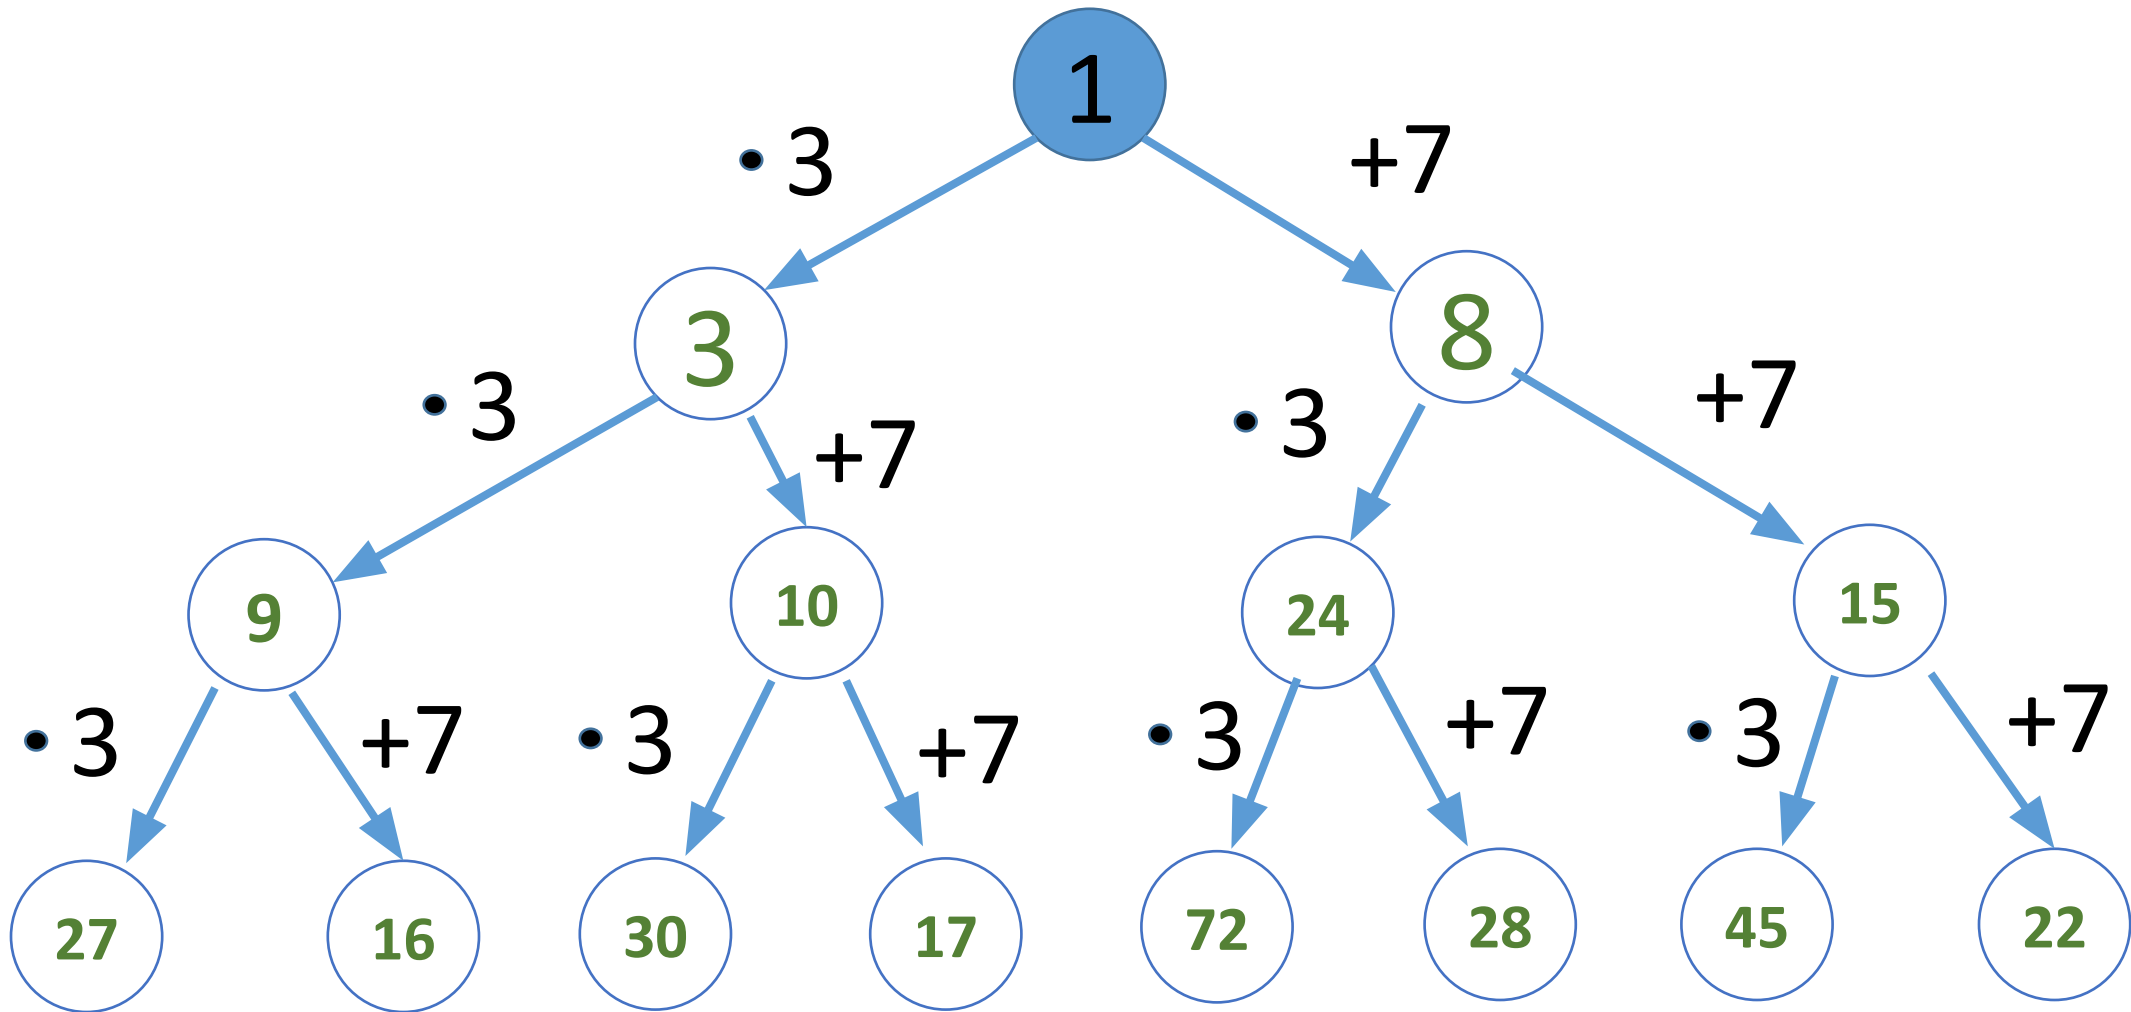 1
• 3 +7
3 8
• 3 +7 • 3 +7
9 10 24 15
• 3 +7 • 3 +7 • 3 +7 • 3 +7
27 16 30 17 72 28 45 22